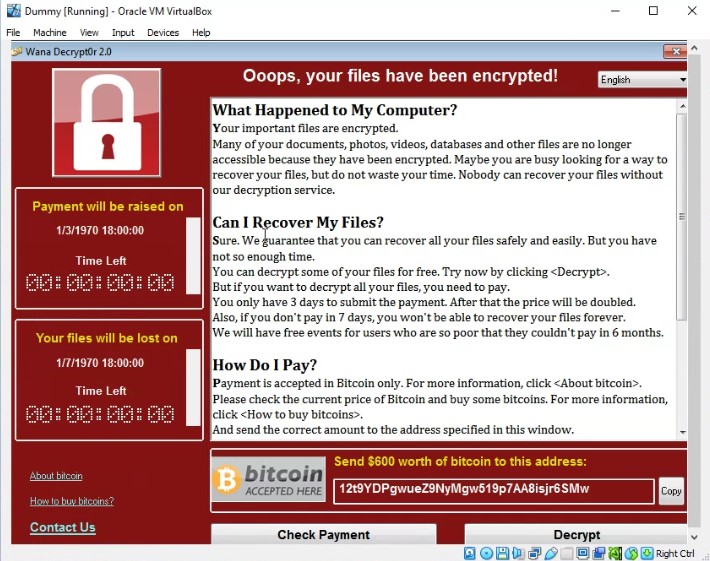 Dummy [Running] - Oracle VM VirtualBox
File Machine View Input Devices Help
Wana Decrypt0r 2.0
Ooops, your files have been encrypted!
English
What Happened to My Computer?
Your important files are encrypted.
Many of your documents, photos, videos, databases and other files are no longer
accessible because they have been encrypted. Maybe you are busy looking for a way to
recover your files, but do not waste your time. Nobody can recover your files without
our decryption service.
Can I Recover My Files?
Sure. We guarantee that you can recover all your files safely and easily. But you have
not so enough time.
You can decrypt some of your files for free. Try now by clicking <Decrypt>.
But if you want to decrypt all your files, you need to pay.
You only have 3 days to submit the payment. After that the price will be doubled.
Also, if you don't pay in 7 days, you won't be able to recover your files forever.
We will have free events for users who are so poor that they couldn't pay in 6 months.
How Do I Pay?
Payment is accepted in Bitcoin only. For more information, click <About bitcoin>.
Please check the current price of Bitcoin and buy some bitcoins. For more information,
click <How to buy bitcoins>.
And send the correct amount to the address specified in this window.
Payment will be raised on
1/3/1970 18:00:00
Time Left
00:00:00:00
Your files will be lost on
1/7/1970 18:00:00
Time Left
00:00:00:00
About bitcoin
How to buy bitcoins?
Contact Us
bitcoin
ACCEPTED HERE
Send $600 worth of bitcoin to this address:
12t9YDPgwueZ9NyMgw519p7AA8isjr6SMw
Copy
Check Payment
Decrypt
Right Ctrl